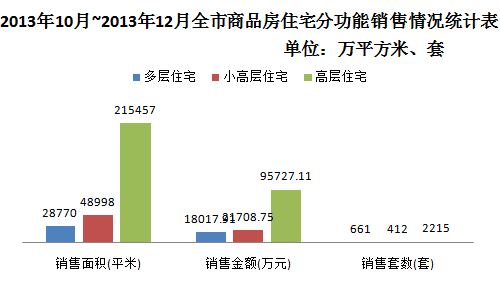 2013年10月~2013年12月全市商品房住宅分功能销售情况统计表
单位：万平方米、套
多层住宅 小高层住宅 高层住宅
215457
95727.11
28770 48998
18017.91 21708.75
661 412 2215
销售面积(平米) 销售金额(万元) 销售套数(套)